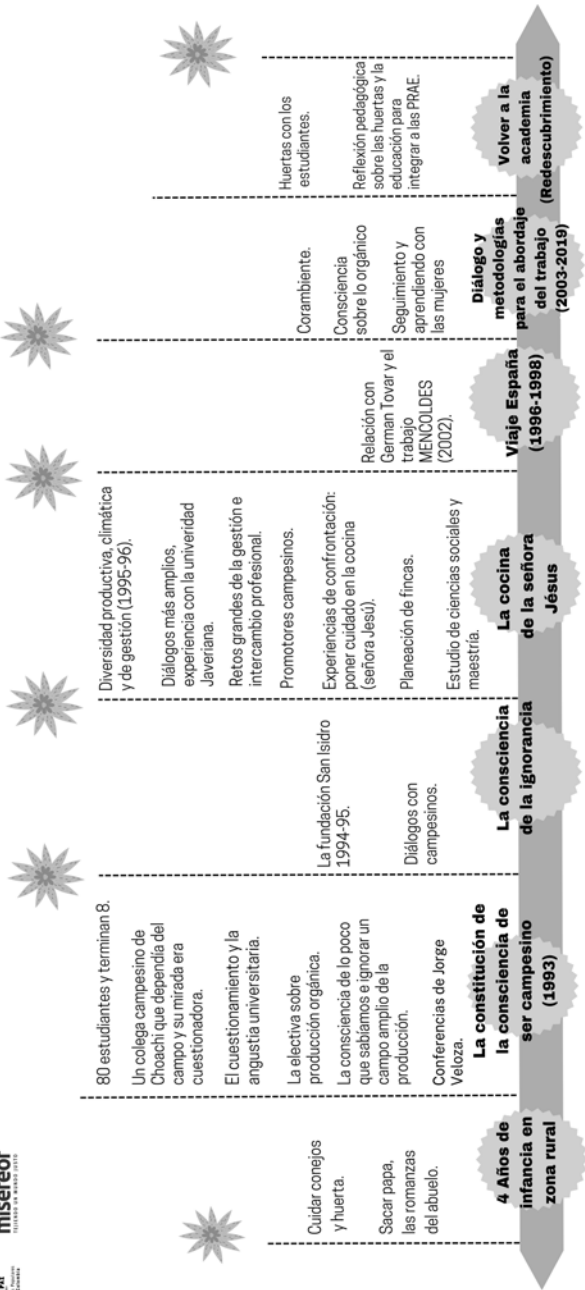 misereor
TEJIENDO UN MUNDO JUSTO
Cuidar conejos
y huerta.
Sacar papa,
las romanzas
del abuelo.
4 Años de
infancia en
zona rural
80 estudiantes y terminan 8.
Un colega campesino de
Choachi que dependía del
campo y su mirada era
cuestionadora.
El cuestionamiento y la
angustia universitaria.
La electiva sobre
producción orgánica.
La consciencia de lo poco
que sabíamos e ignorar un
campo amplio de la
producción.
Conferencias de Jorge
Veloza.
La constitución de
la consciencia de
ser campesino
(1993)
La fundación San Isidro
1994-95.
Diálogos con
campesinos.
La consciencia
de la ignorancia
Diversidad productiva, climática
y de gestión (1995-96).
Diálogos más amplios,
experiencia con la univeridad
Javeriana.
Retos grandes de la gestión e
intercambio profesional.
Promotores campesinos.
Experiencias de confrontación:
poner cuidado en la cocina
(señora Jesú).
Planeación de fincas.
Estudio de ciencias sociales y
maestría.
La cocina
de la señora
Jésus
Relación con
German Tovar y el
trabajo
MENCOLDES
(2002).
Viaje España
(1996-1998)
Corambiente.
Consciencia
sobre lo orgánico
Seguimiento y
aprendiendo con
las mujeres
Diálogo y
metodologías
para el abordaje
del trabajo
(2003-2019)
Huertas con los
estudiantes.
Reflexión pedagógica
sobre las huertas y la
educación para
integrar a las PRAE.
Volver a la
academia
(Redescubrimiento)